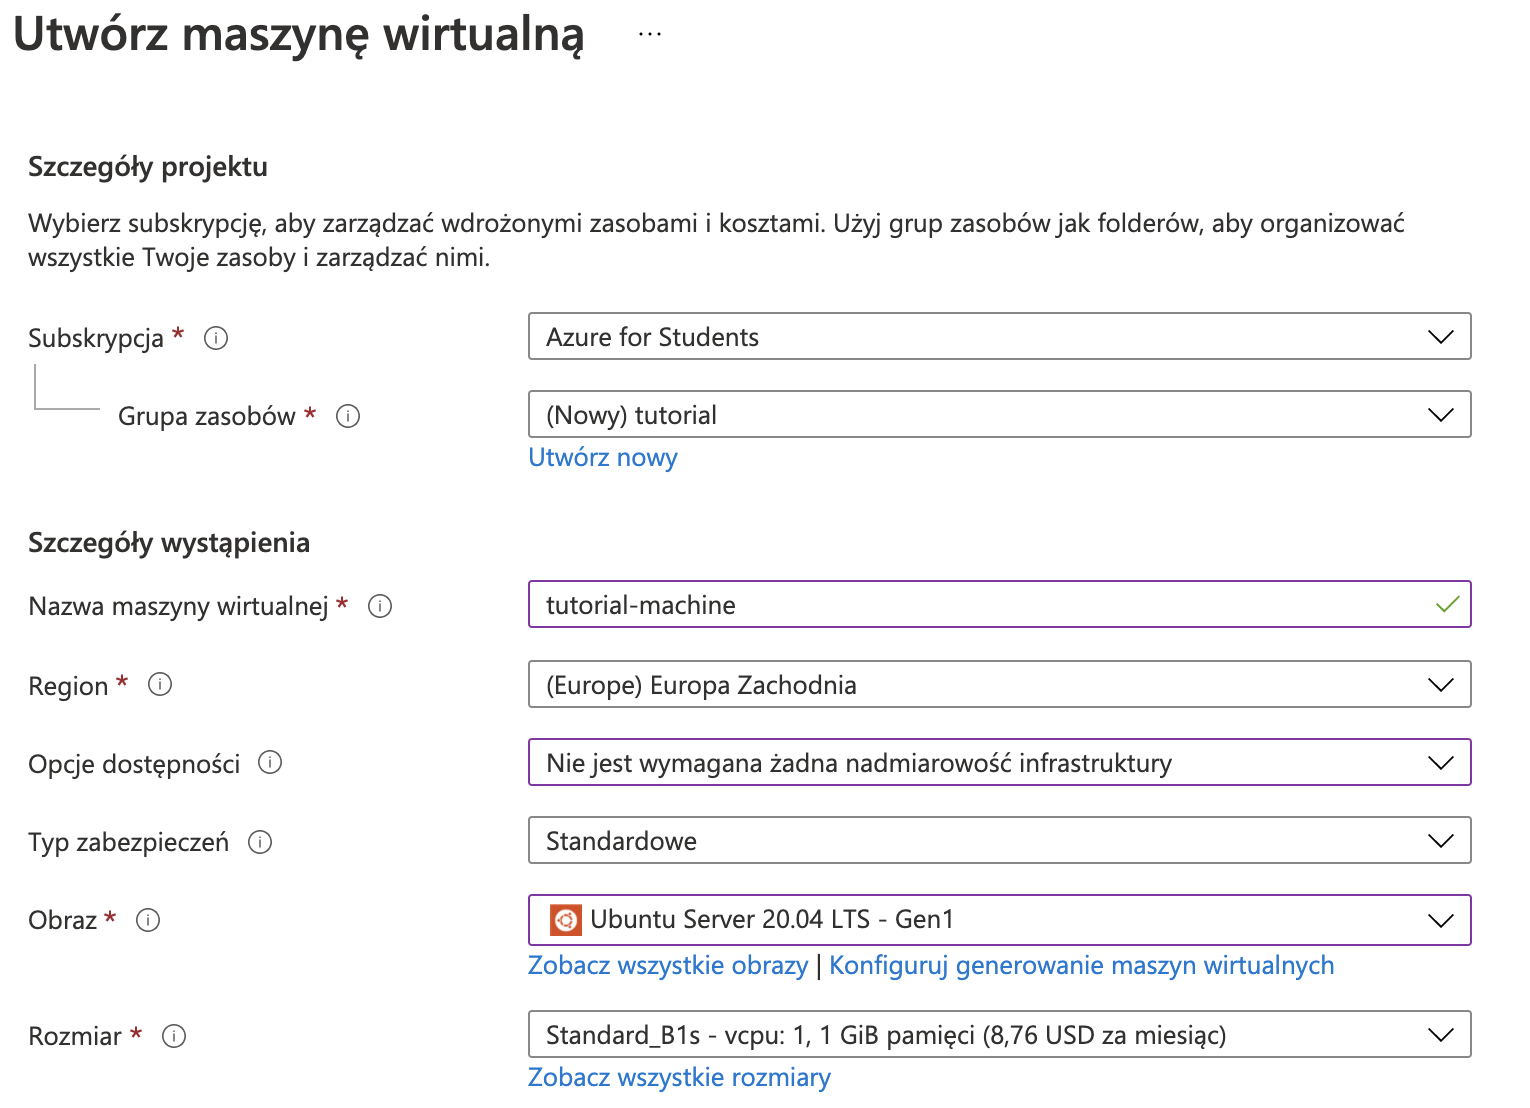 Utwórz maszynę wirtualną ...
Szczegóły projektu
Wybierz subskrypcję, aby zarządzać wdrożonymi zasobami i kosztami. Użyj grup zasobów jak folderów, aby organizować
wszystkie Twoje zasoby i zarządzać nimi.
Subskrypcja * Azure for Students
Grupa zasobów * (Nowy) tutorial
Utwórz nowy
Szczegóły wystąpienia
Nazwa maszyny wirtualnej * tutorial-machine
Region * (Europe) Europa Zachodnia
Opcje dostępności Nie jest wymagana żadna nadmiarowość infrastruktury
Typ zabezpieczeń Standardowe
Obraz * Ubuntu Server 20.04 LTS - Gen1
Zobacz wszystkie obrazy | Konfiguruj generowanie maszyn wirtualnych
Rozmiar * Standard_B1s - vcpu: 1, 1 GiB pamięci (8,76 USD za miesiąc)
Zobacz wszystkie rozmiary